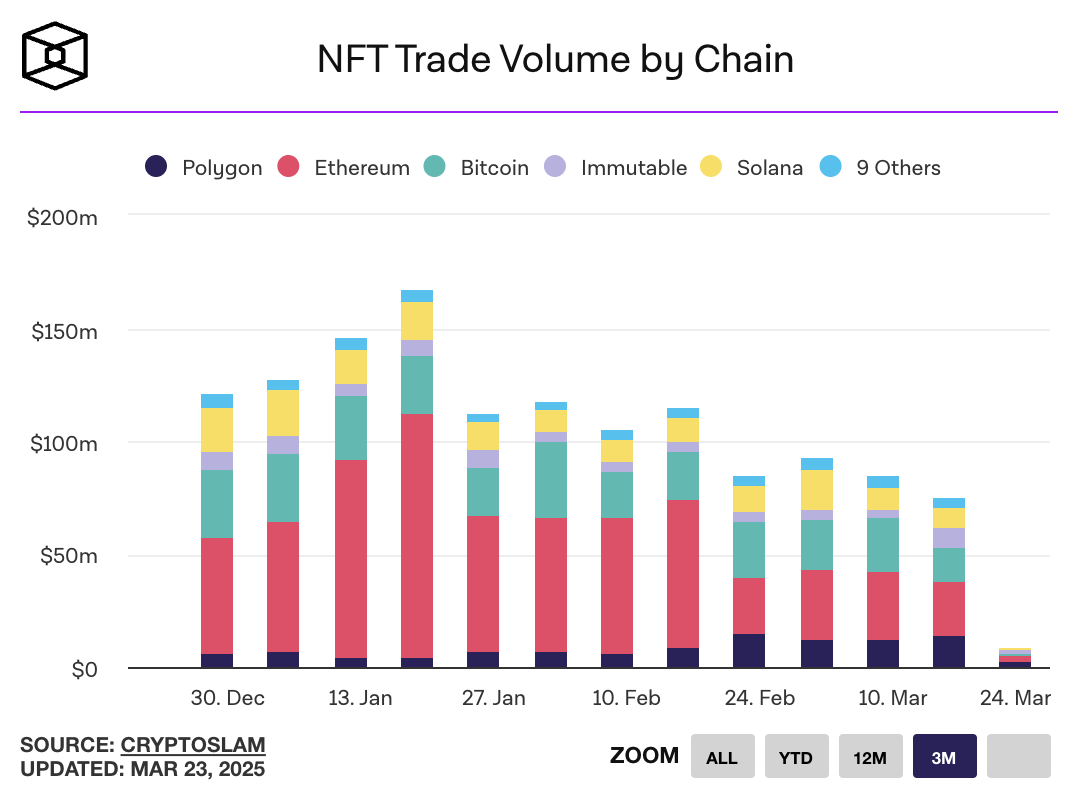 NFT Trade Volume by Chain
Polygon Ethereum Bitcoin Immutable Solana 9 Others
$200m
$150m
$100m
$50m
$0
30. Dec 13. Jan 27. Jan 10. Feb 24. Feb 10. Mar 24. Mar
SOURCE: CRYPTOSLAM
UPDATED: MAR 23, 2025
ZOOM ALL YTD 12M 3M